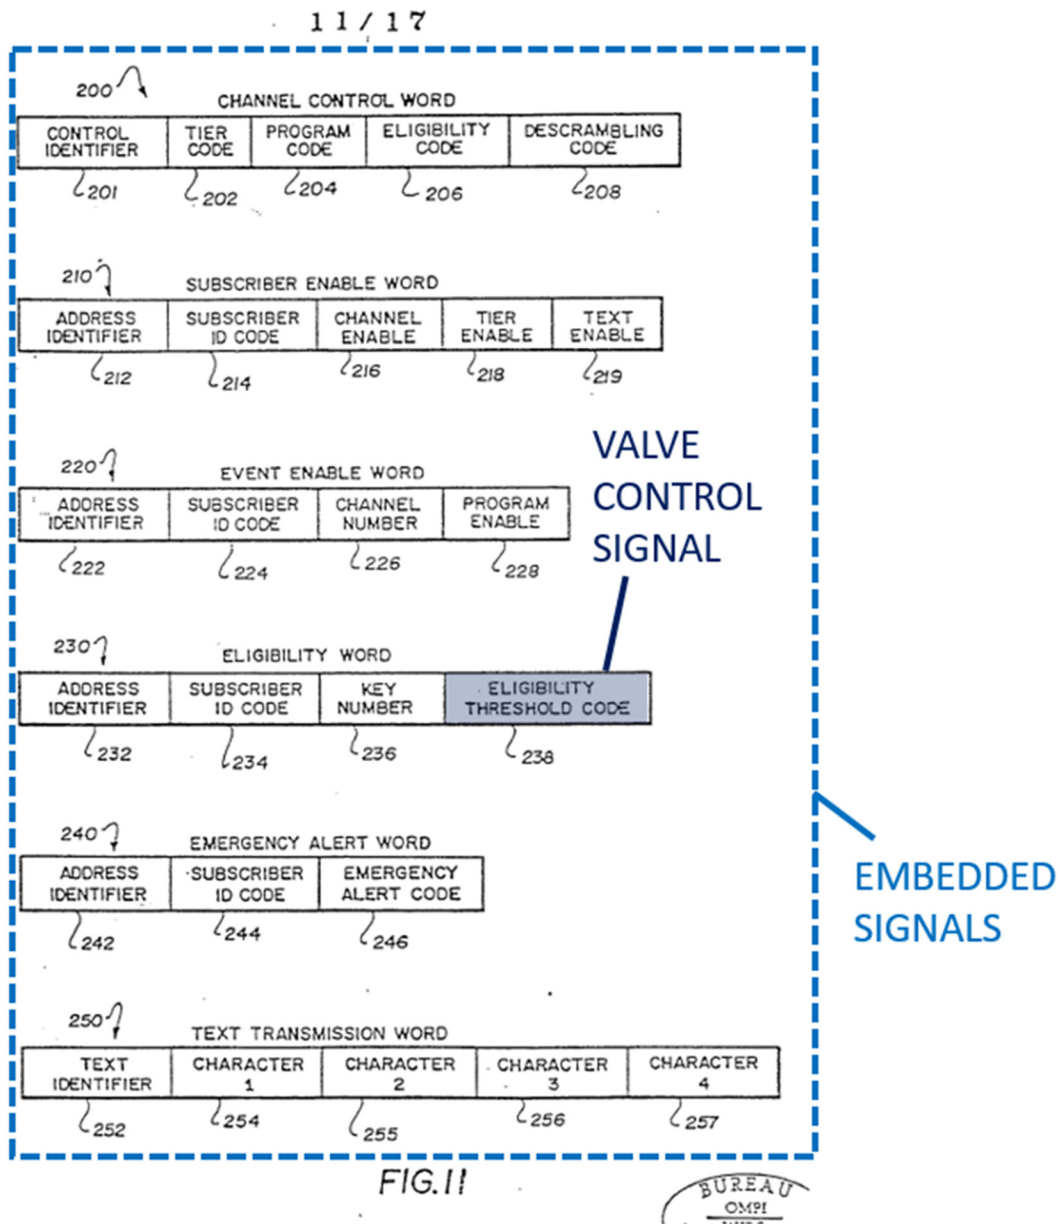 11/17
200
CHANNEL CONTROL WORD
CONTROL IDENTIFIER
TIER CODE
PROGRAM CODE
ELIGIBILITY CODE
DESCRAMBLING CODE
201
202
204
206
208
210
SUBSCRIBER ENABLE WORD
ADDRESS IDENTIFIER
SUBSCRIBER ID CODE
CHANNEL ENABLE
TIER ENABLE
TEXT ENABLE
212
214
216
218
219
220
EVENT ENABLE WORD
ADDRESS IDENTIFIER
SUBSCRIBER ID CODE
CHANNEL NUMBER
PROGRAM ENABLE
222
224
226
228
VALVE
CONTROL
SIGNAL
230
ELIGIBILITY WORD
ADDRESS IDENTIFIER
SUBSCRIBER ID CODE
KEY NUMBER
ELIGIBILITY THRESHOLD CODE
232
234
236
238
240
EMERGENCY ALERT WORD
ADDRESS IDENTIFIER
SUBSCRIBER ID CODE
EMERGENCY ALERT CODE
242
244
246
EMBEDDED
SIGNALS
250
TEXT TRANSMISSION WORD
TEXT IDENTIFIER
CHARACTER 1
CHARACTER 2
CHARACTER 3
CHARACTER 4
252
254
255
256
257
FIG.11
BUREAU
OMPI